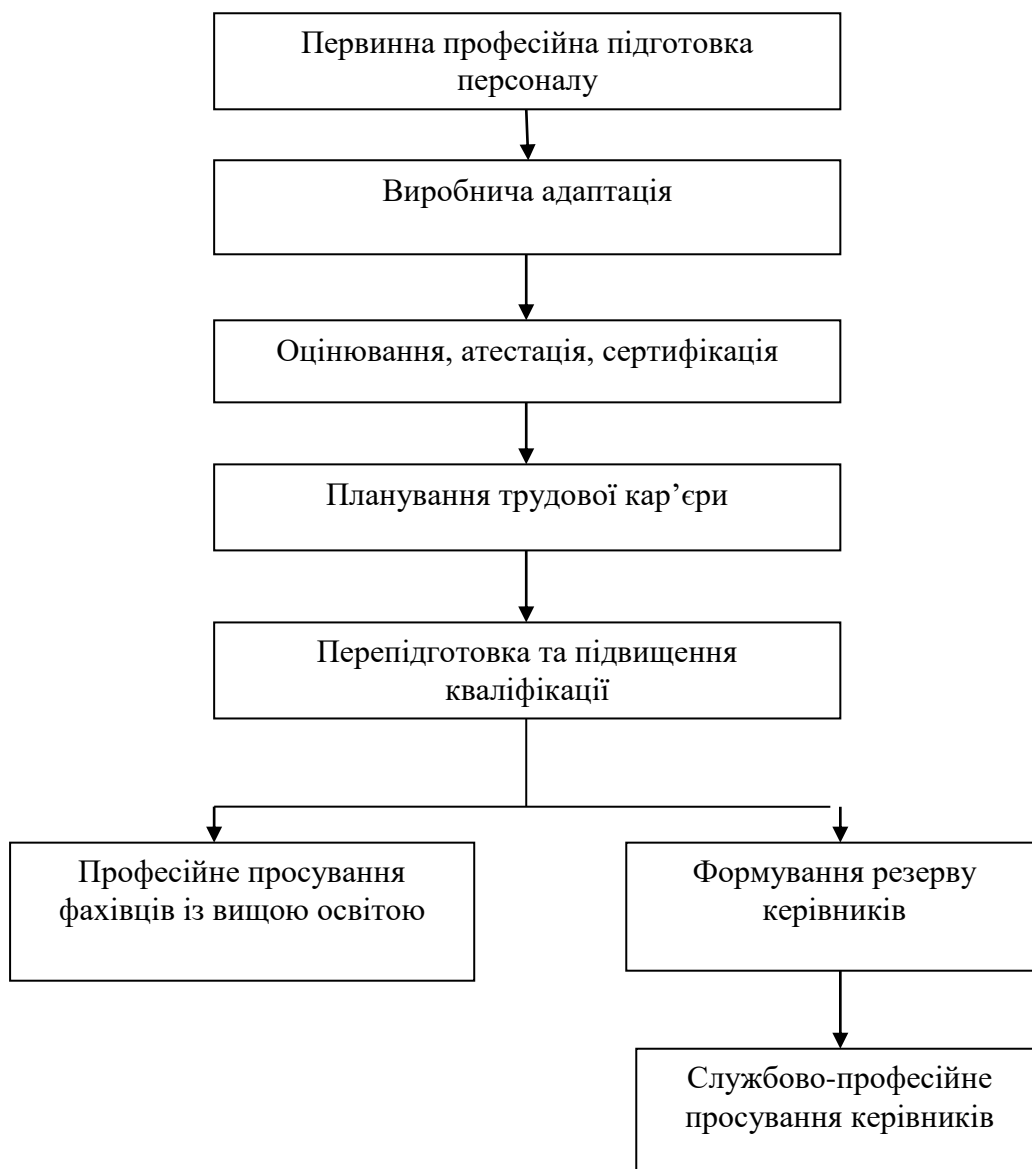 Первинна професійна підготовка
персоналу
Виробнича адаптація
Оцінювання, атестація, сертифікація
Планування трудової кар’єри
Перепідготовка та підвищення
кваліфікації
Професійне просування
фахівців із вищою освітою
Формування резерву
керівників
Службово-професійне
просування керівників